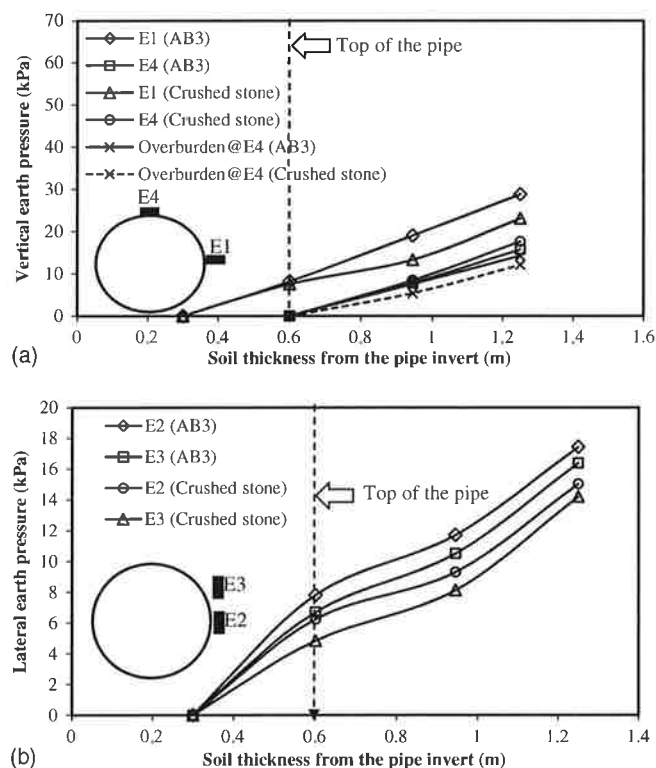 70
60
50
40
30
20
10
0
Vertical earth pressure (kPa)
E1 (AB3)
E4 (AB3)
E1 (Crushed stone)
E4 (Crushed stone)
Overburden@E4 (AB3)
Overburden@E4 (Crushed stone)
Top of the pipe
E4
E1
0 0.2 0.4 0.6 0.8 1 1.2 1.4 1.6
(a) Soil thickness from the pipe invert (m)
20
18
16
14
12
10
8
6
4
2
0
Lateral earth pressure (kPa)
E2 (AB3)
E3 (AB3)
E2 (Crushed stone)
E3 (Crushed stone)
Top of the pipe
E3
E2
0 0.2 0.4 0.6 0.8 1 1.2 1.4
(b) Soil thickness from the pipe invert (m)